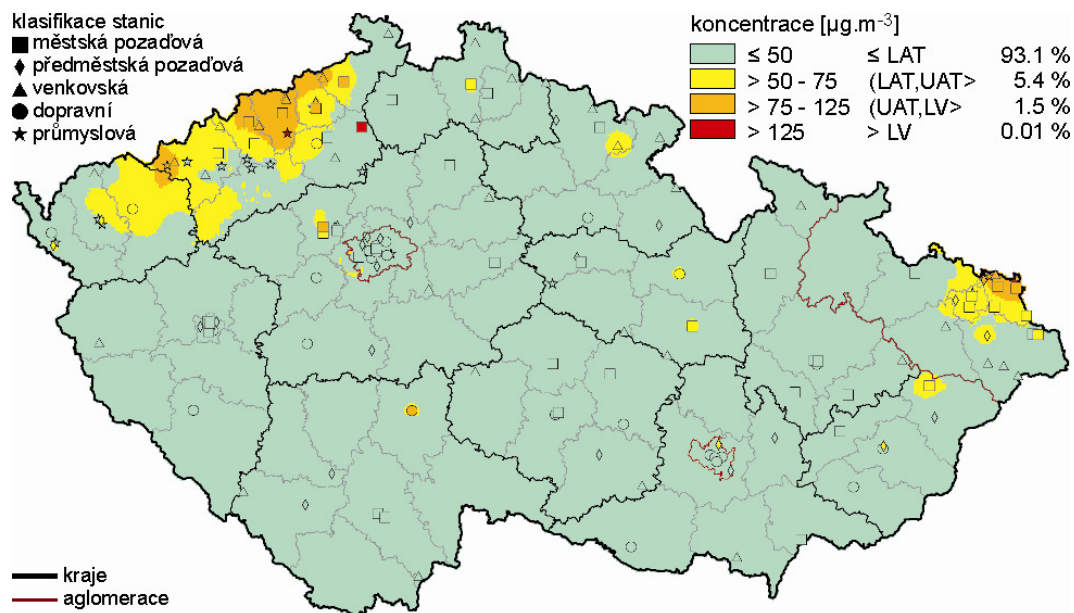 klasifikace stanic
městská pozaďová
předměstská pozaďová
venkovská
dopravní
průmyslová
koncentrace [µg.m⁻³]
≤ 50 ≤ LAT 93.1 %
> 50 - 75 (LAT,UAT> 5.4 %
> 75 - 125 (UAT,LV> 1.5 %
> 125 > LV 0.01 %
kraje
aglomerace